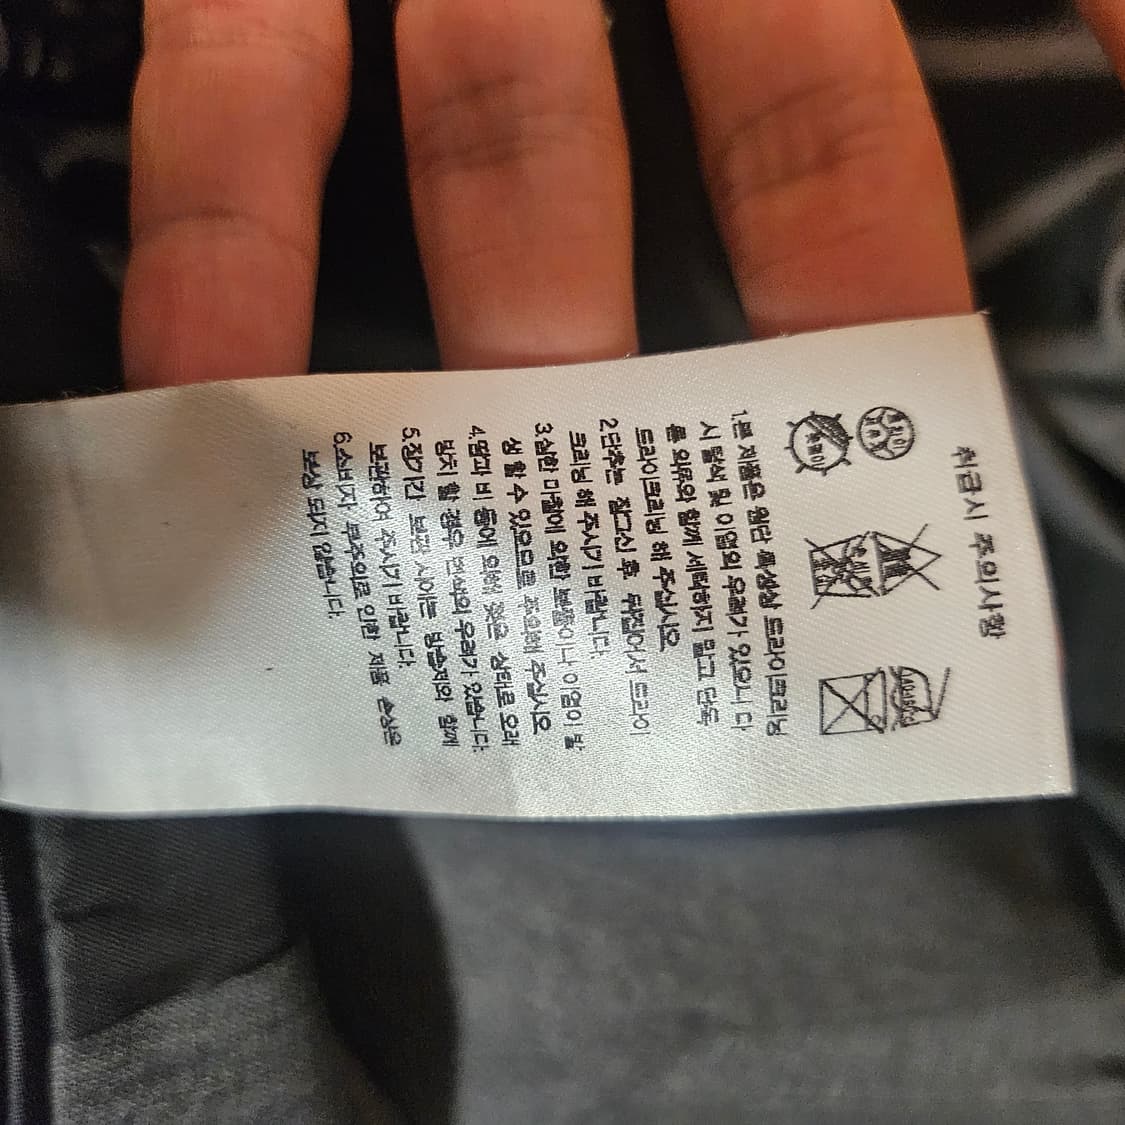 취급시 주의사항
드라이
1.본 제품은 원단 특성상 드라이크리닝
시 탈색 및 이염의 우려가 있으니 다
른 의류와 함께 세탁하지 말고 단독
드라이크리닝 해 주십시오
2.단추는 잠그신 후 뒤집어서 드라이
크리닝 해 주시기 바랍니다.
3.심한 마찰에 의한 보풀이나 이염이 발
생 할 수 있으므로 주의해 주십시오
4.땀과 비 등에 의해 젖은 상태로 오래
방치 할 경우 변색의 우려가 있습니다.
5.장기간 보관 시에는 방습제와 함께
보관하여 주시기 바랍니다.
6.소비자 부주의로 인한 제품 손상은
보상 되지 않습니다.